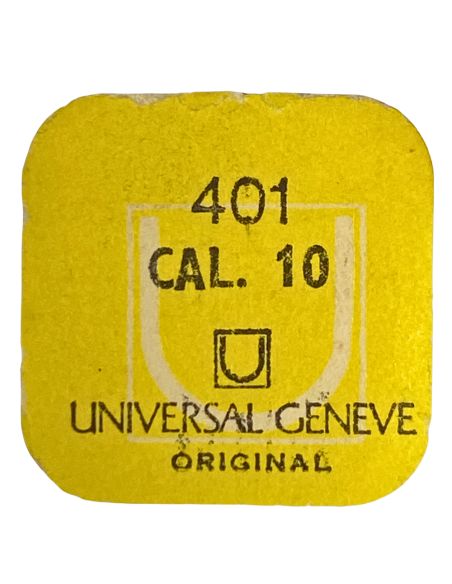 401
CAL. 10
U
UNIVERSAL GENEVE
ORIGINAL